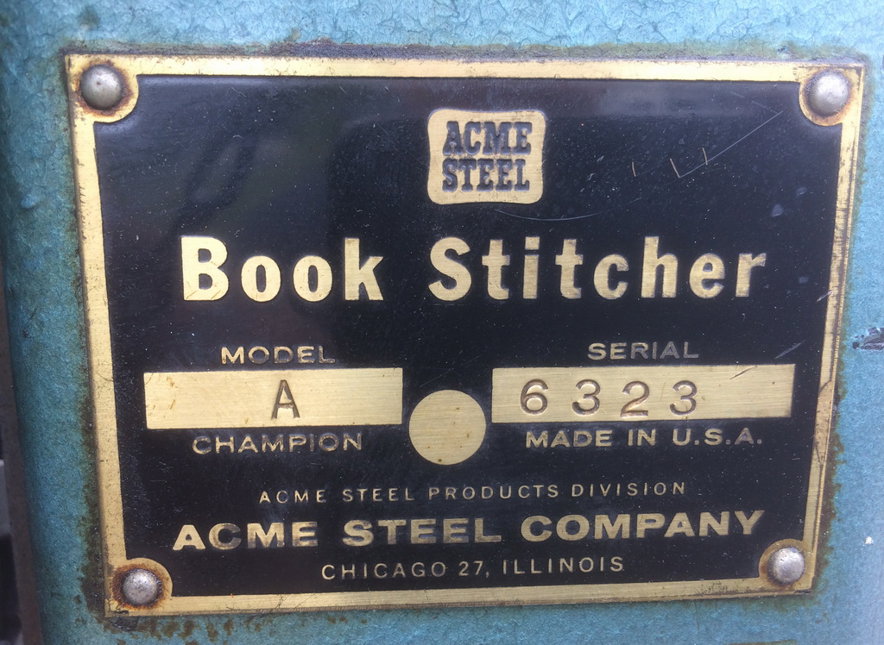 ACME
STEEL
Book Stitcher
MODEL SERIAL
A 6323
CHAMPION MADE IN U.S.A.
ACME STEEL PRODUCTS DIVISION
ACME STEEL COMPANY
CHICAGO 27, ILLINOIS